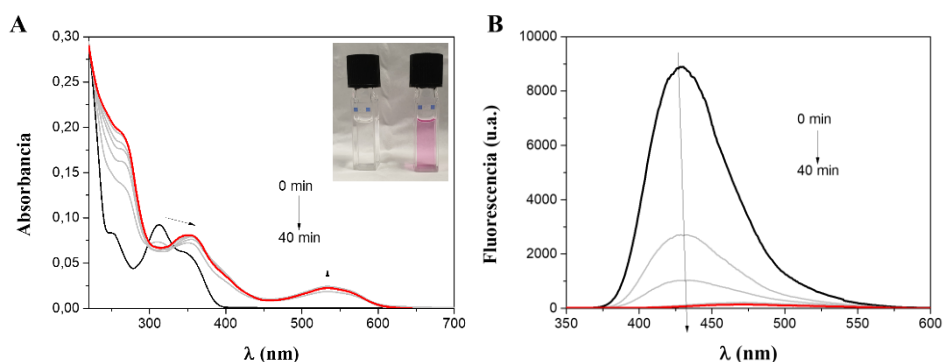 A
0,30
0,25
0,20
0,15
0,10
0,05
0,00
Absorbancia
0 min
40 min
300
400
500
600
700
λ (nm)
B
10000
8000
6000
4000
2000
0
Fluorescencia (u.a.)
0 min
40 min
350
400
450
500
550
600
λ (nm)